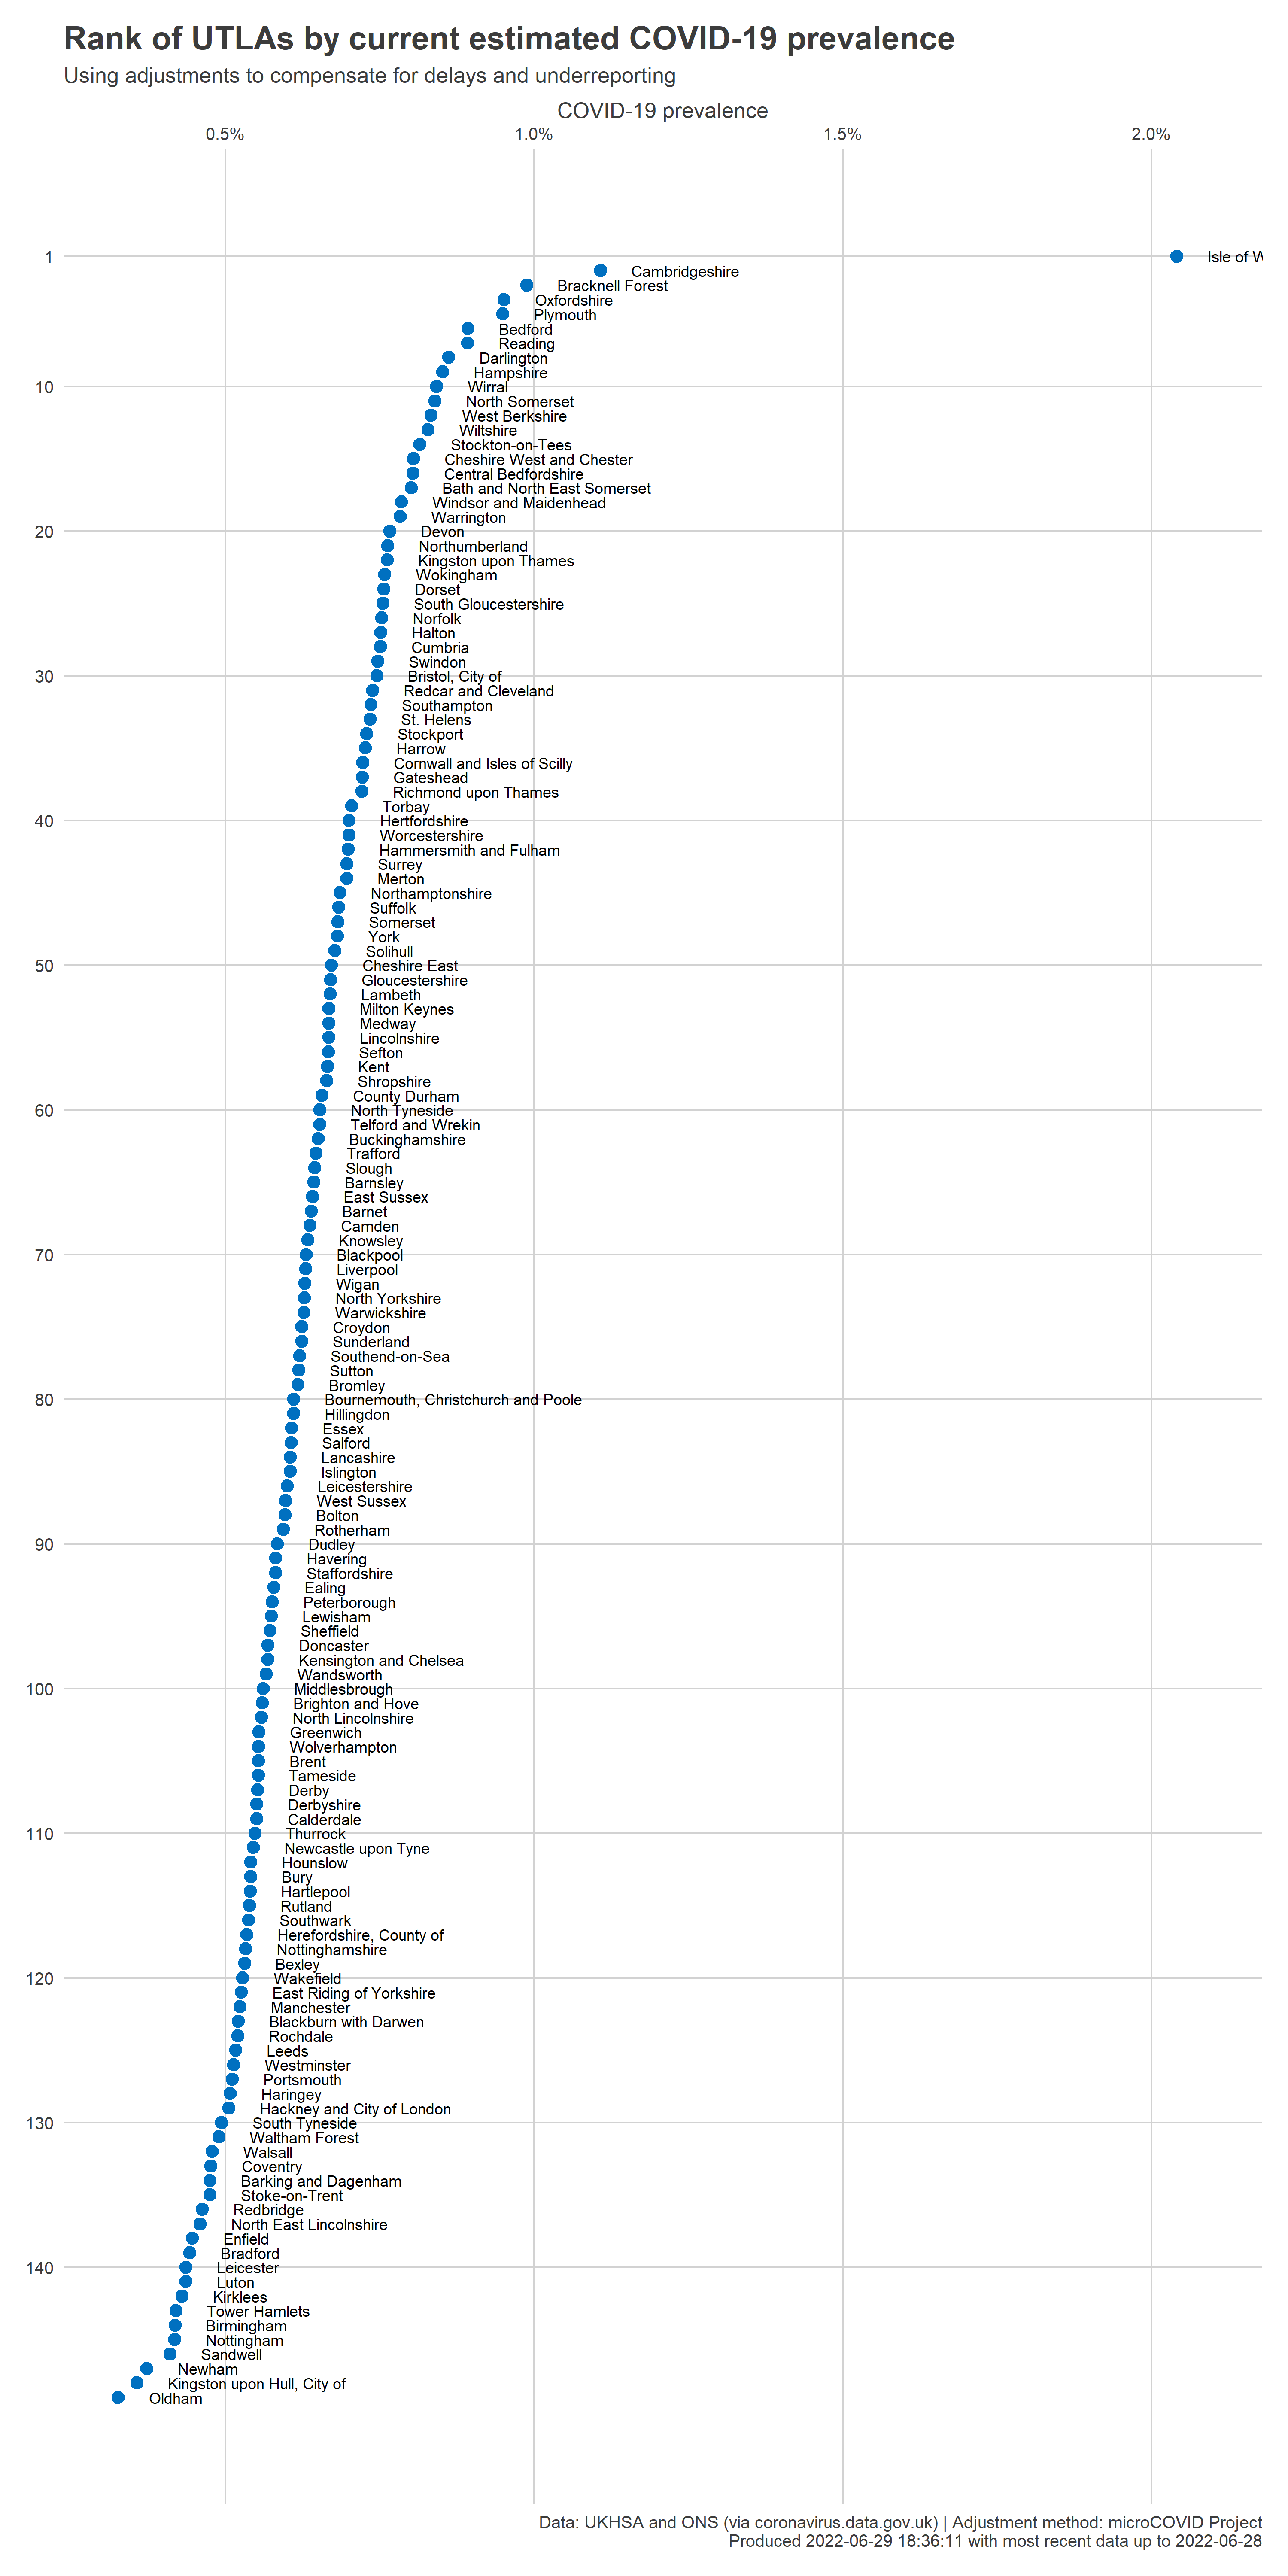 Rank of UTLAs by current estimated COVID-19 prevalence
Using adjustments to compensate for delays and underreporting
COVID-19 prevalence
0.5% 1.0% 1.5% 2.0%
1 Isle of W
Cambridgeshire
Bracknell Forest
Oxfordshire
Plymouth
Bedford
Reading
Darlington
Hampshire
10 Wirral
North Somerset
West Berkshire
Wiltshire
Stockton-on-Tees
Cheshire West and Chester
Central Bedfordshire
Bath and North East Somerset
Windsor and Maidenhead
Warrington
20 Devon
Northumberland
Kingston upon Thames
Wokingham
Dorset
South Gloucestershire
Norfolk
Halton
Cumbria
Swindon
30 Bristol, City of
Redcar and Cleveland
Southampton
St. Helens
Stockport
Harrow
Cornwall and Isles of Scilly
Gateshead
Richmond upon Thames
Torbay
40 Hertfordshire
Worcestershire
Hammersmith and Fulham
Surrey
Merton
Northamptonshire
Suffolk
Somerset
York
Solihull
50 Cheshire East
Gloucestershire
Lambeth
Milton Keynes
Medway
Lincolnshire
Sefton
Kent
Shropshire
County Durham
60 North Tyneside
Telford and Wrekin
Buckinghamshire
Trafford
Slough
Barnsley
East Sussex
Barnet
Camden
Knowsley
70 Blackpool
Liverpool
Wigan
North Yorkshire
Warwickshire
Croydon
Sunderland
Southend-on-Sea
Sutton
Bromley
80 Bournemouth, Christchurch and Poole
Hillingdon
Essex
Salford
Lancashire
Islington
Leicestershire
West Sussex
Bolton
Rotherham
90 Dudley
Havering
Staffordshire
Ealing
Peterborough
Lewisham
Sheffield
Doncaster
Kensington and Chelsea
Wandsworth
100 Middlesbrough
Brighton and Hove
North Lincolnshire
Greenwich
Wolverhampton
Brent
Tameside
Derby
Derbyshire
Calderdale
110 Thurrock
Newcastle upon Tyne
Hounslow
Bury
Hartlepool
Rutland
Southwark
Herefordshire, County of
Nottinghamshire
Bexley
120 Wakefield
East Riding of Yorkshire
Manchester
Blackburn with Darwen
Rochdale
Leeds
Westminster
Portsmouth
Haringey
Hackney and City of London
130 South Tyneside
Waltham Forest
Walsall
Coventry
Barking and Dagenham
Stoke-on-Trent
Redbridge
North East Lincolnshire
Enfield
Bradford
140 Leicester
Luton
Kirklees
Tower Hamlets
Birmingham
Nottingham
Sandwell
Newham
Kingston upon Hull, City of
Oldham
Data: UKHSA and ONS (via coronavirus.data.gov.uk) | Adjustment method: microCOVID Project
Produced 2022-06-29 18:36:11 with most recent data up to 2022-06-28